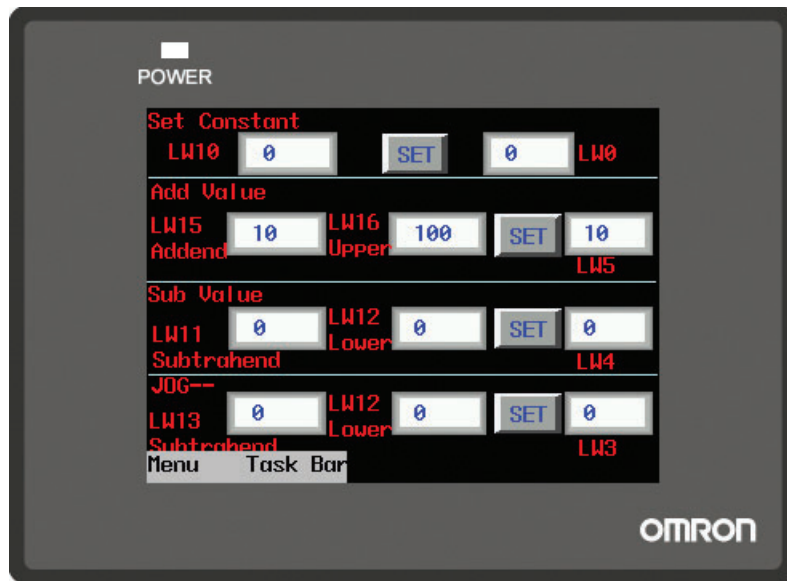 POWER
Set Constant
LW10 0 SET 0 LW0
Add Value
LW15 Addend 10 LW16 Upper 100 SET 10 LW5
Sub Value
LW11 Subtrahend 0 LW12 Lower 0 SET 0 LW4
JOG--
LW13 Subtrahend 0 LW12 Lower 0 SET 0 LW3
Menu Task Bar
OMRON